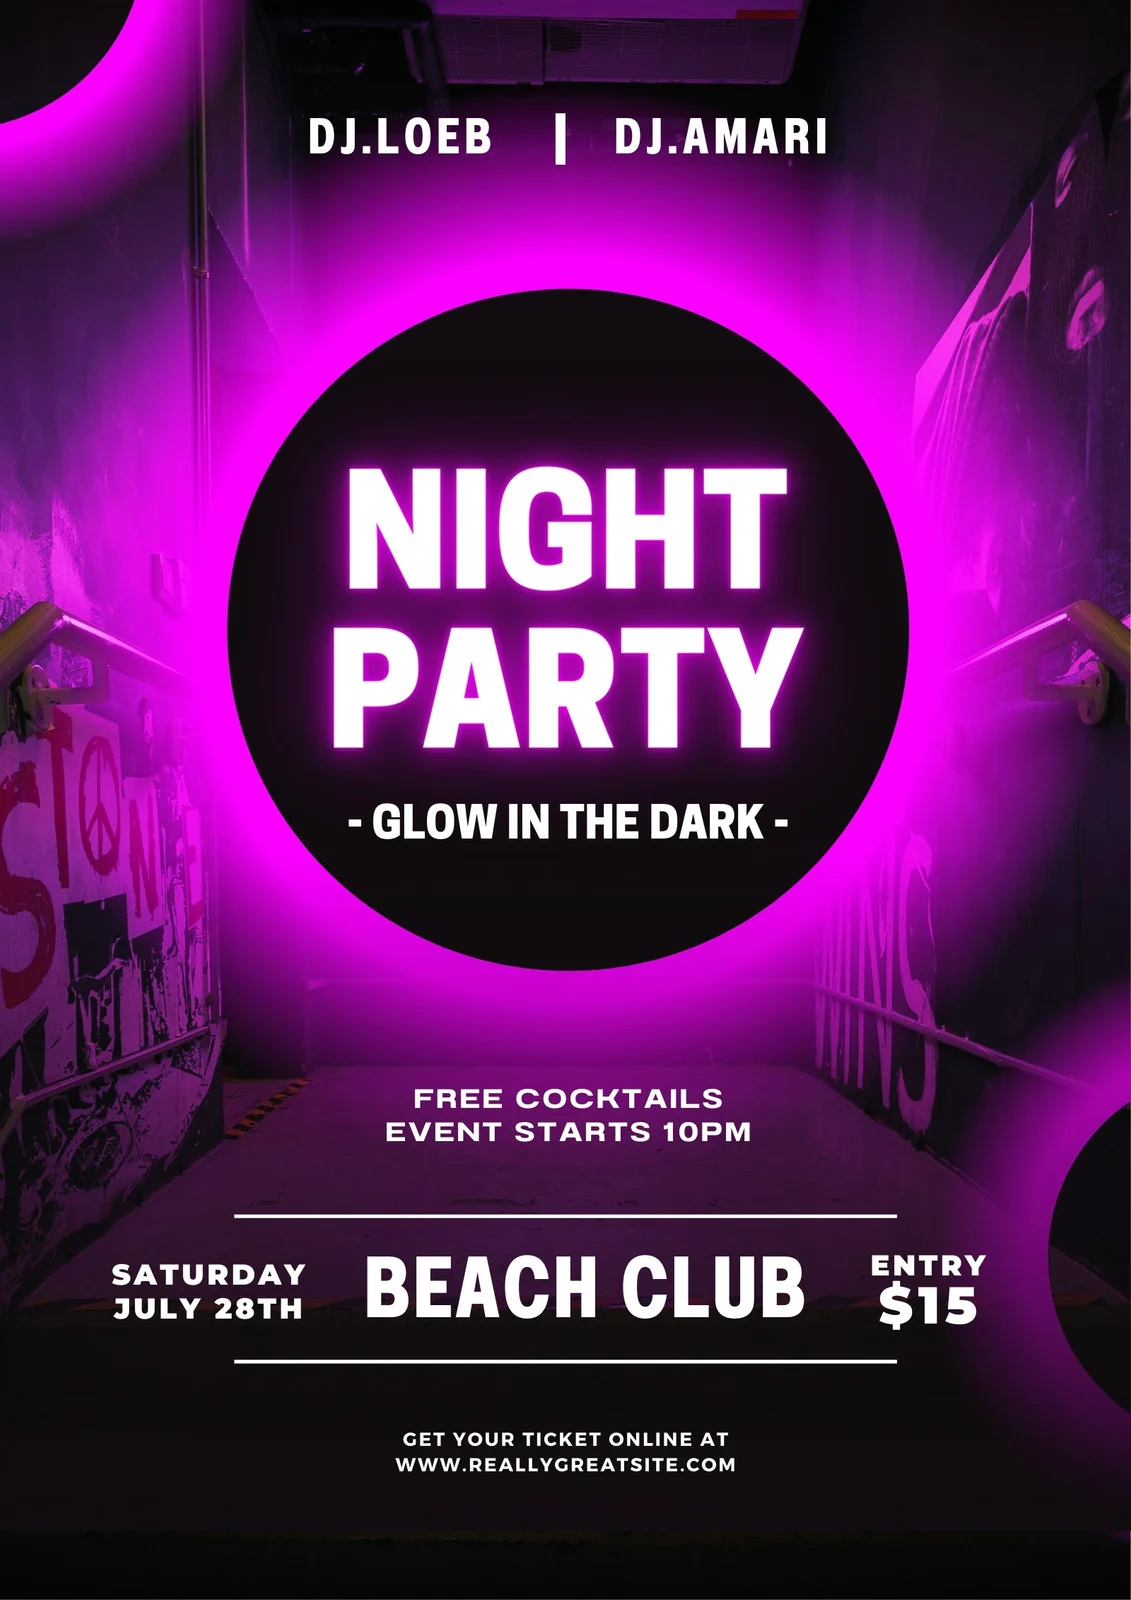 DJ.LOEB | DJ.AMARI
NIGHT
PARTY
- GLOW IN THE DARK -
STONE
FREE COCKTAILS
EVENT STARTS 10PM
SATURDAY
JULY 28TH
BEACH CLUB
ENTRY
$15
GET YOUR TICKET ONLINE AT
WWW.REALLYGREATSITE.COM